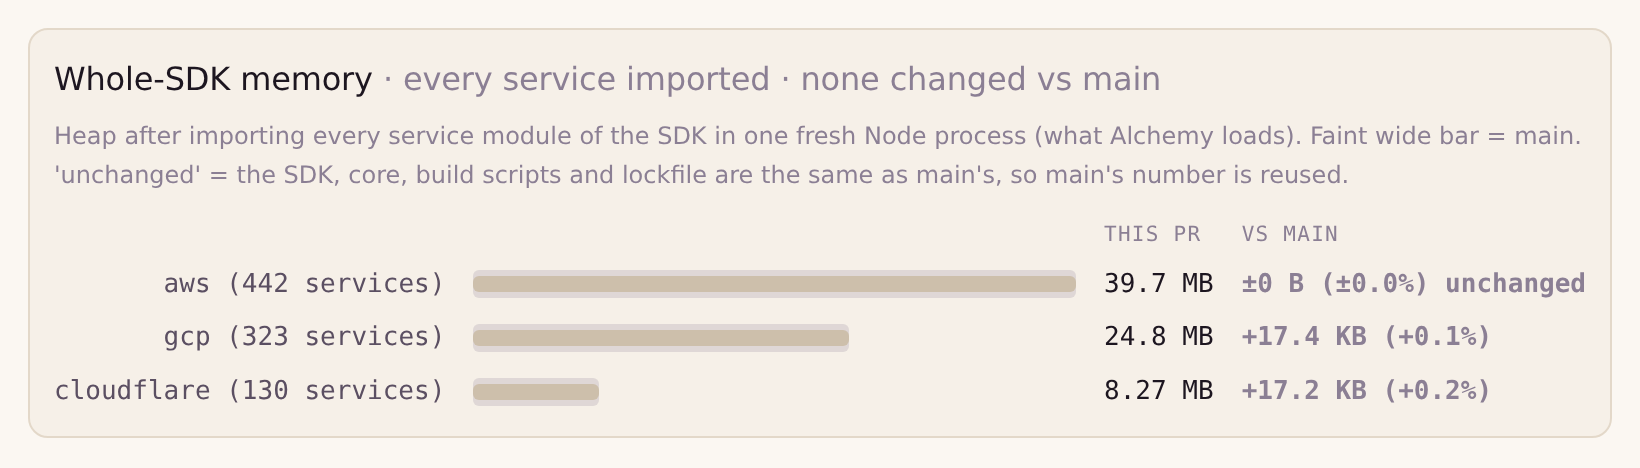 Whole-SDK memory · every service imported · none changed vs main
Heap after importing every service module of the SDK in one fresh Node process (what Alchemy loads). Faint wide bar = main.
'unchanged' = the SDK, core, build scripts and lockfile are the same as main's, so main's number is reused.
THIS PR VS MAIN
aws (442 services) 39.7 MB ±0 B (±0.0%) unchanged
gcp (323 services) 24.8 MB +17.4 KB (+0.1%)
cloudflare (130 services) 8.27 MB +17.2 KB (+0.2%)